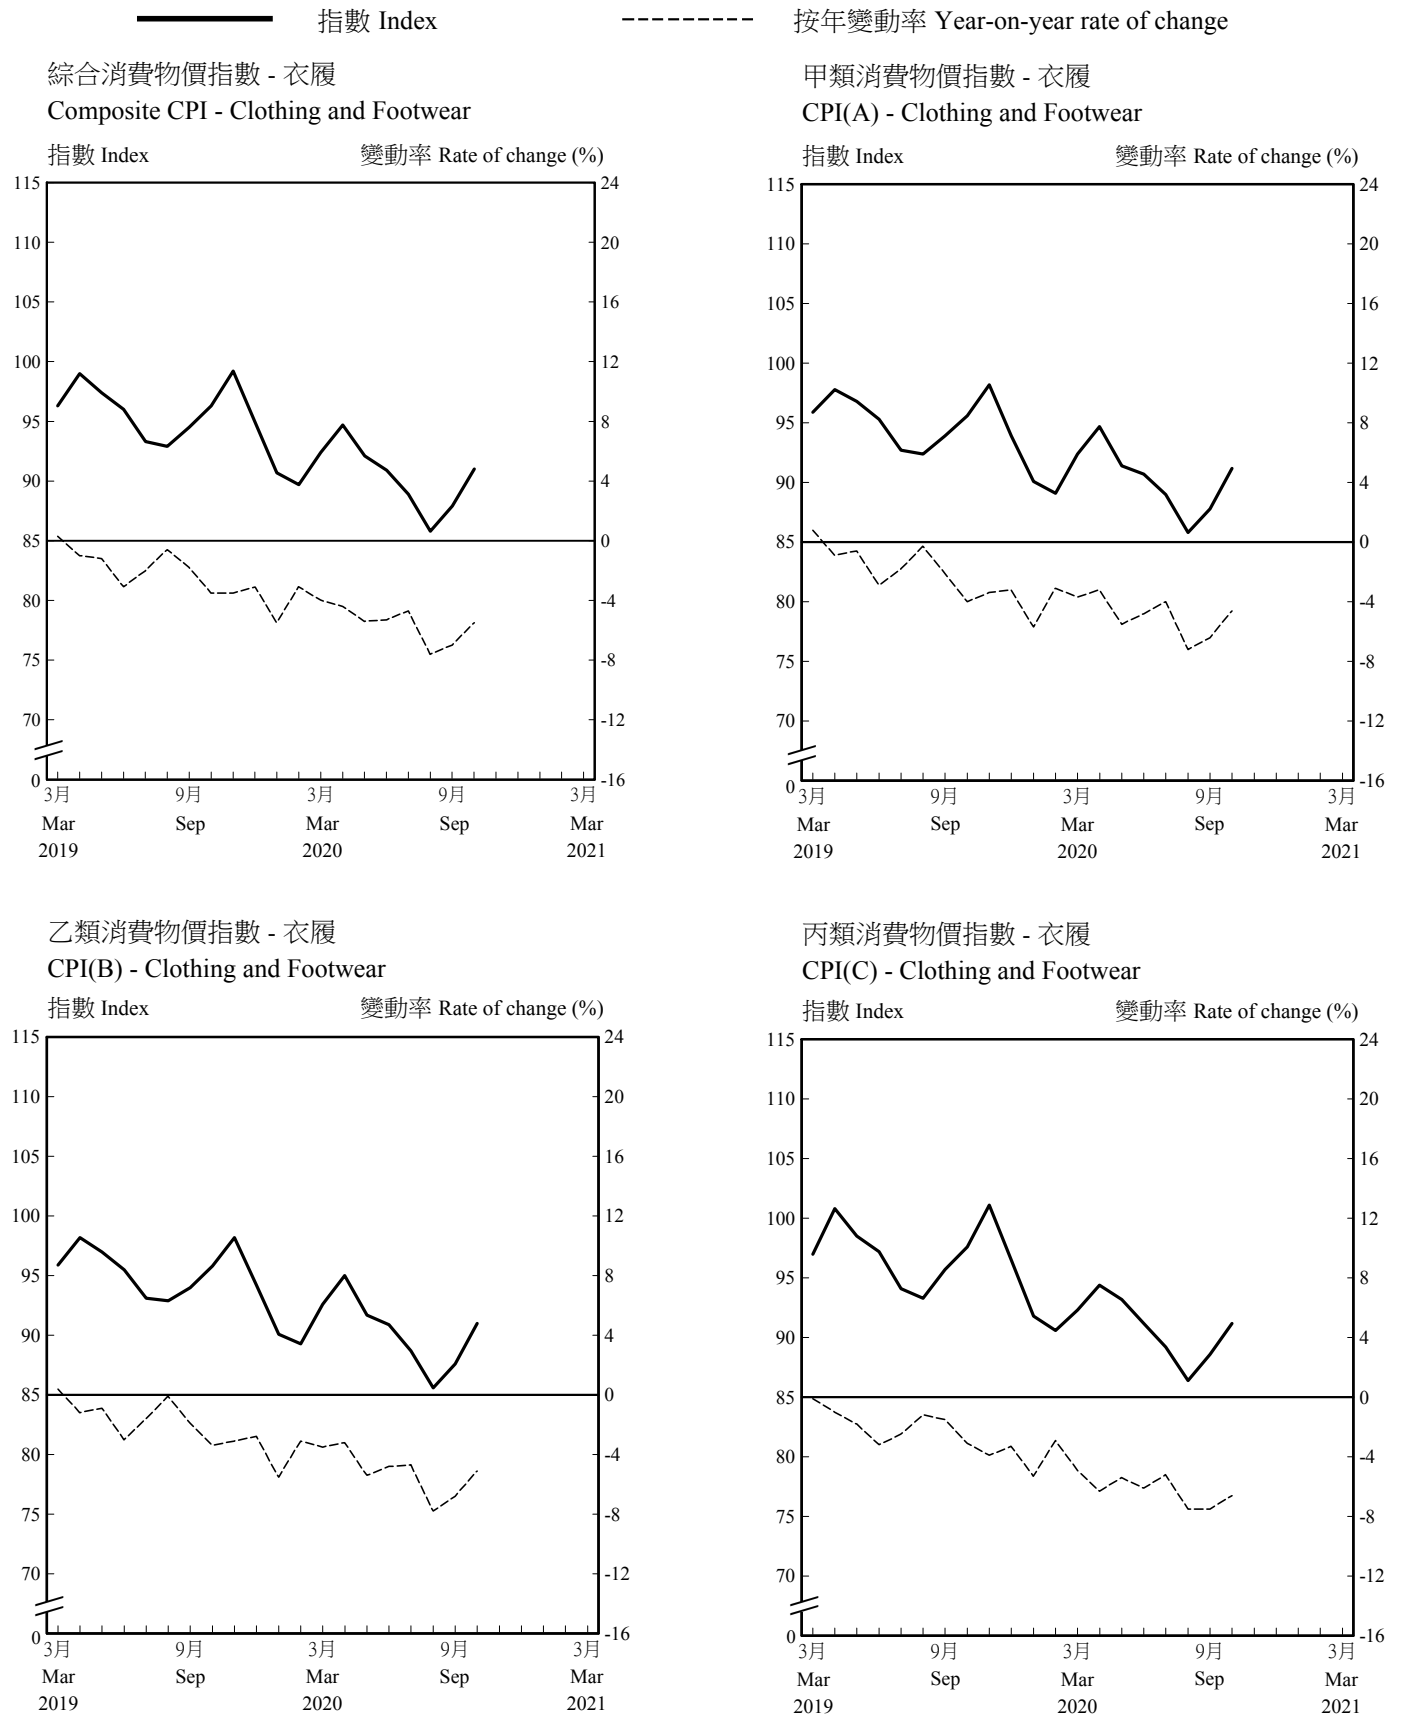 指數 Index
按年變動率 Year-on-year rate of change
綜合消費物價指數 - 衣履
Composite CPI - Clothing and Footwear
指數 Index 變動率 Rate of change (%)
115 24
110 20
105 16
100 12
95 8
90 4
85 0
80 -4
75 -8
70 -12
0 -16
3月 9月 3月 9月 3月
Mar Sep Mar Sep Mar
2019 2020 2021
甲類消費物價指數 - 衣履
CPI(A) - Clothing and Footwear
指數 Index 變動率 Rate of change (%)
115 24
110 20
105 16
100 12
95 8
90 4
85 0
80 -4
75 -8
70 -12
0 -16
3月 9月 3月 9月 3月
Mar Sep Mar Sep Mar
2019 2020 2021
乙類消費物價指數 - 衣履
CPI(B) - Clothing and Footwear
指數 Index 變動率 Rate of change (%)
115 24
110 20
105 16
100 12
95 8
90 4
85 0
80 -4
75 -8
70 -12
0 -16
3月 9月 3月 9月 3月
Mar Sep Mar Sep Mar
2019 2020 2021
丙類消費物價指數 - 衣履
CPI(C) - Clothing and Footwear
指數 Index 變動率 Rate of change (%)
115 24
110 20
105 16
100 12
95 8
90 4
85 0
80 -4
75 -8
70 -12
0 -16
3月 9月 3月 9月 3月
Mar Sep Mar Sep Mar
2019 2020 2021